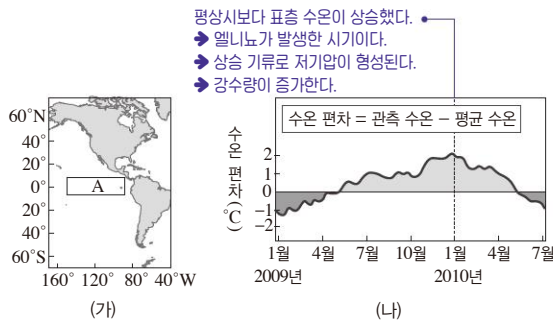 평상시보다 표층 수온이 상승했다.
➔ 엘니뇨가 발생한 시기이다.
➔ 상승 기류로 저기압이 형성된다.
➔ 강수량이 증가한다.
60°N
40°
20°
0°
20°
40°
60°S
A
160° 120° 80° 40°W
(가)
수온 편차 = 관측 수온 - 평균 수온
수온 편차(℃)
2
1
0
-1
-2
1월 4월 7월 10월 1월 4월 7월
2009년 2010년
(나)